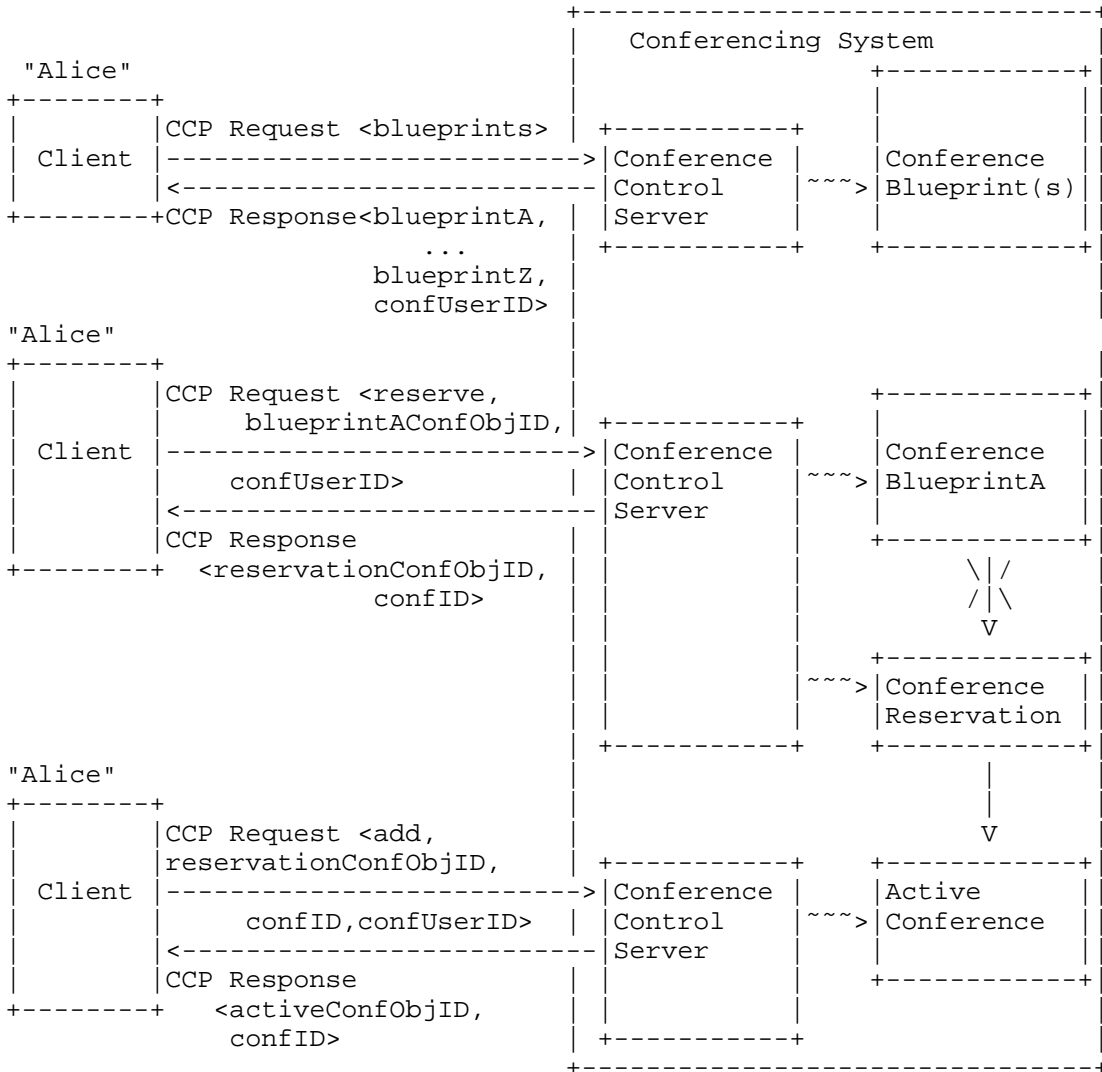 Conferencing System
"Alice"
CCP Request <blueprints>
Client
Conference
Control
Server
~~~>
Conference
Blueprint(s)
CCP Response<blueprintA,
...
blueprintZ,
confUserID>
"Alice"
CCP Request <reserve,
blueprintAConfObjID,
Client
Conference
Control
Server
~~~>
Conference
BlueprintA
confUserID>
CCP Response
<reservationConfObjID,
confID>
\|/
/|\
V
~~~>
Conference
Reservation
"Alice"
V
CCP Request <add,
reservationConfObjID,
Client
Conference
Control
Server
~~~>
Active
Conference
confID,confUserID>
CCP Response
<activeConfObjID,
confID>